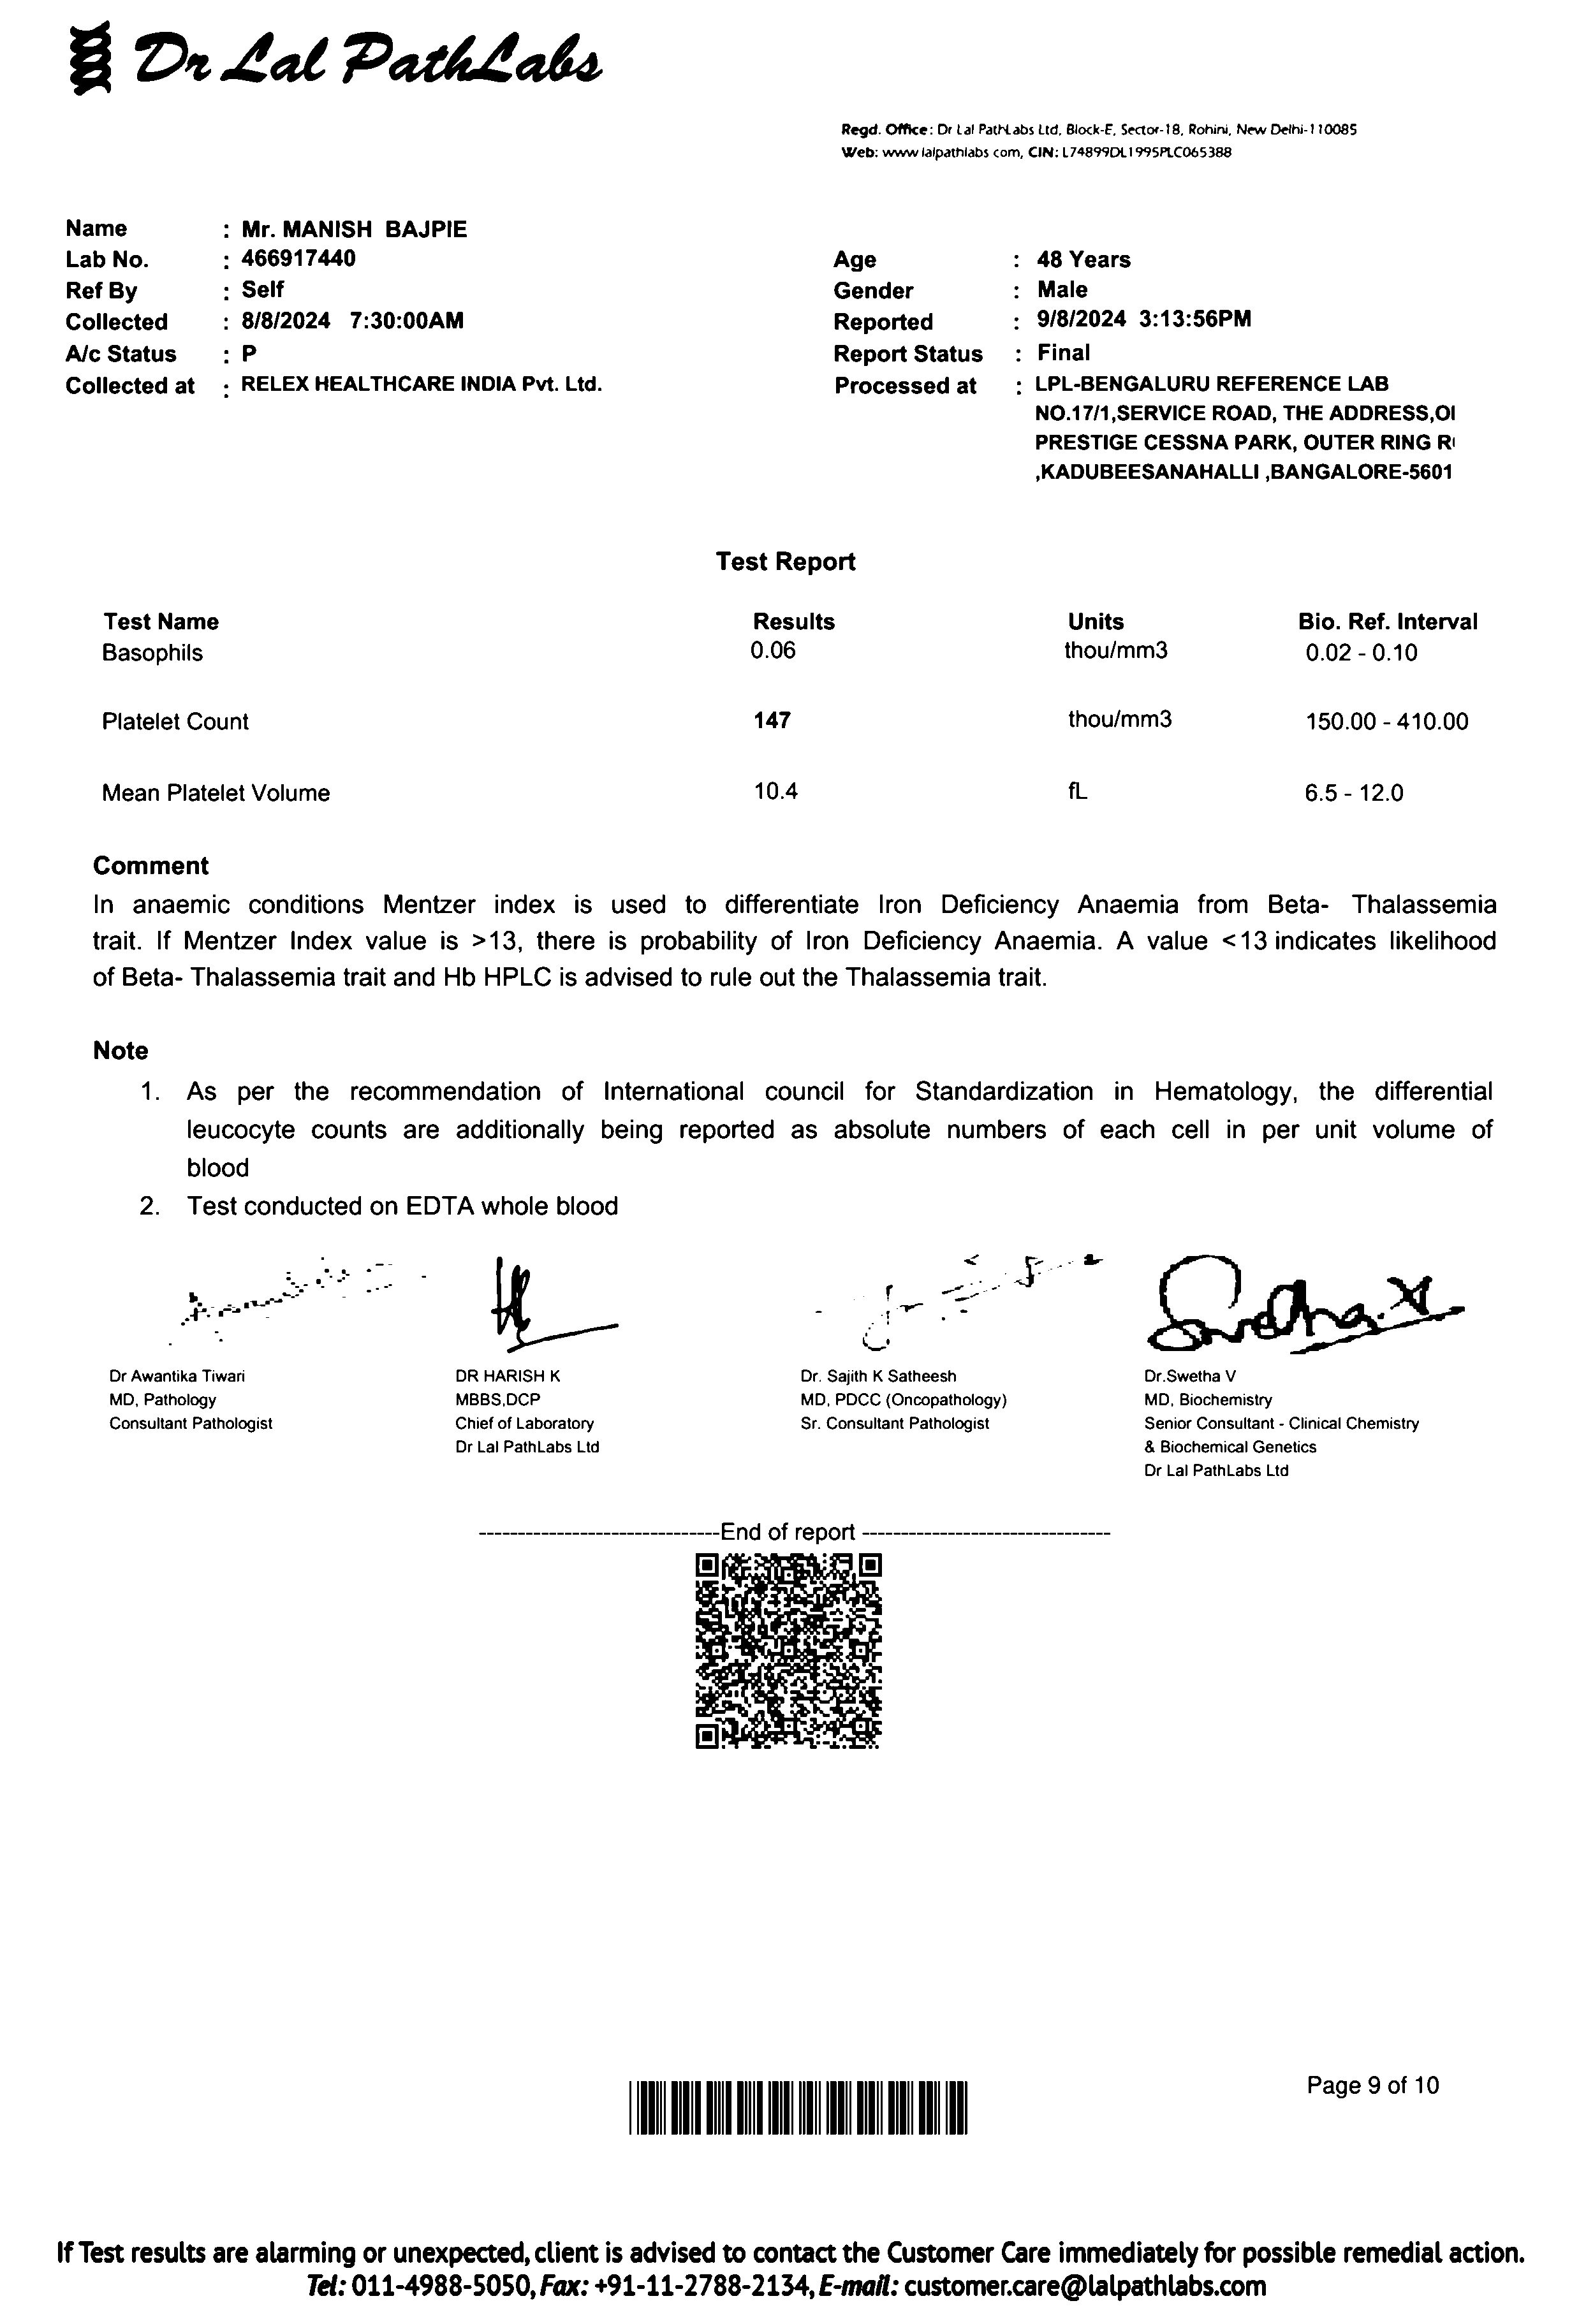 Dr Lal PathLabs
Regd. Office: Dr Lal PathLabs Ltd, Block-E, Sector-18, Rohini, New Delhi-110085
Web: www.lalpathlabs.com, CIN: L74899DL1995PLC065388
Name : Mr. MANISH BAJPIE
Lab No. : 466917440 Age : 48 Years
Ref By : Self Gender : Male
Collected : 8/8/2024 7:30:00AM Reported : 9/8/2024 3:13:56PM
A/c Status : P Report Status : Final
Collected at : RELEX HEALTHCARE INDIA Pvt. Ltd. Processed at : LPL-BENGALURU REFERENCE LAB
NO.17/1,SERVICE ROAD, THE ADDRESS,
PRESTIGE CESSNA PARK, OUTER RING
,KADUBEESANAHALLI ,BANGALORE-5601
Test Report
Test Name Results Units Bio. Ref. Interval
Basophils 0.06 thou/mm3 0.02 - 0.10
Platelet Count 147 thou/mm3 150.00 - 410.00
Mean Platelet Volume 10.4 fL 6.5 - 12.0
Comment
In anaemic conditions Mentzer index is used to differentiate Iron Deficiency Anaemia from Beta- Thalassemia
trait. If Mentzer Index value is >13, there is probability of Iron Deficiency Anaemia. A value <13 indicates likelihood
of Beta- Thalassemia trait and Hb HPLC is advised to rule out the Thalassemia trait.
Note
1. As per the recommendation of International council for Standardization in Hematology, the differential
leucocyte counts are additionally being reported as absolute numbers of each cell in per unit volume of
blood
2. Test conducted on EDTA whole blood
Dr Awantika Tiwari DR HARISH K Dr. Sajith K Satheesh Dr.Swetha V
MD, Pathology MBBS,DCP MD, PDCC (Oncopathology) MD, Biochemistry
Consultant Pathologist Chief of Laboratory Sr. Consultant Pathologist Senior Consultant - Clinical Chemistry
Dr Lal PathLabs Ltd & Biochemical Genetics
Dr Lal PathLabs Ltd
-------------------------------End of report --------------------------------
Page 9 of 10
If Test results are alarming or unexpected, client is advised to contact the Customer Care immediately for possible remedial action.
Tel: 011-4988-5050, Fax: +91-11-2788-2134, E-mail: customer.care@lalpathlabs.com